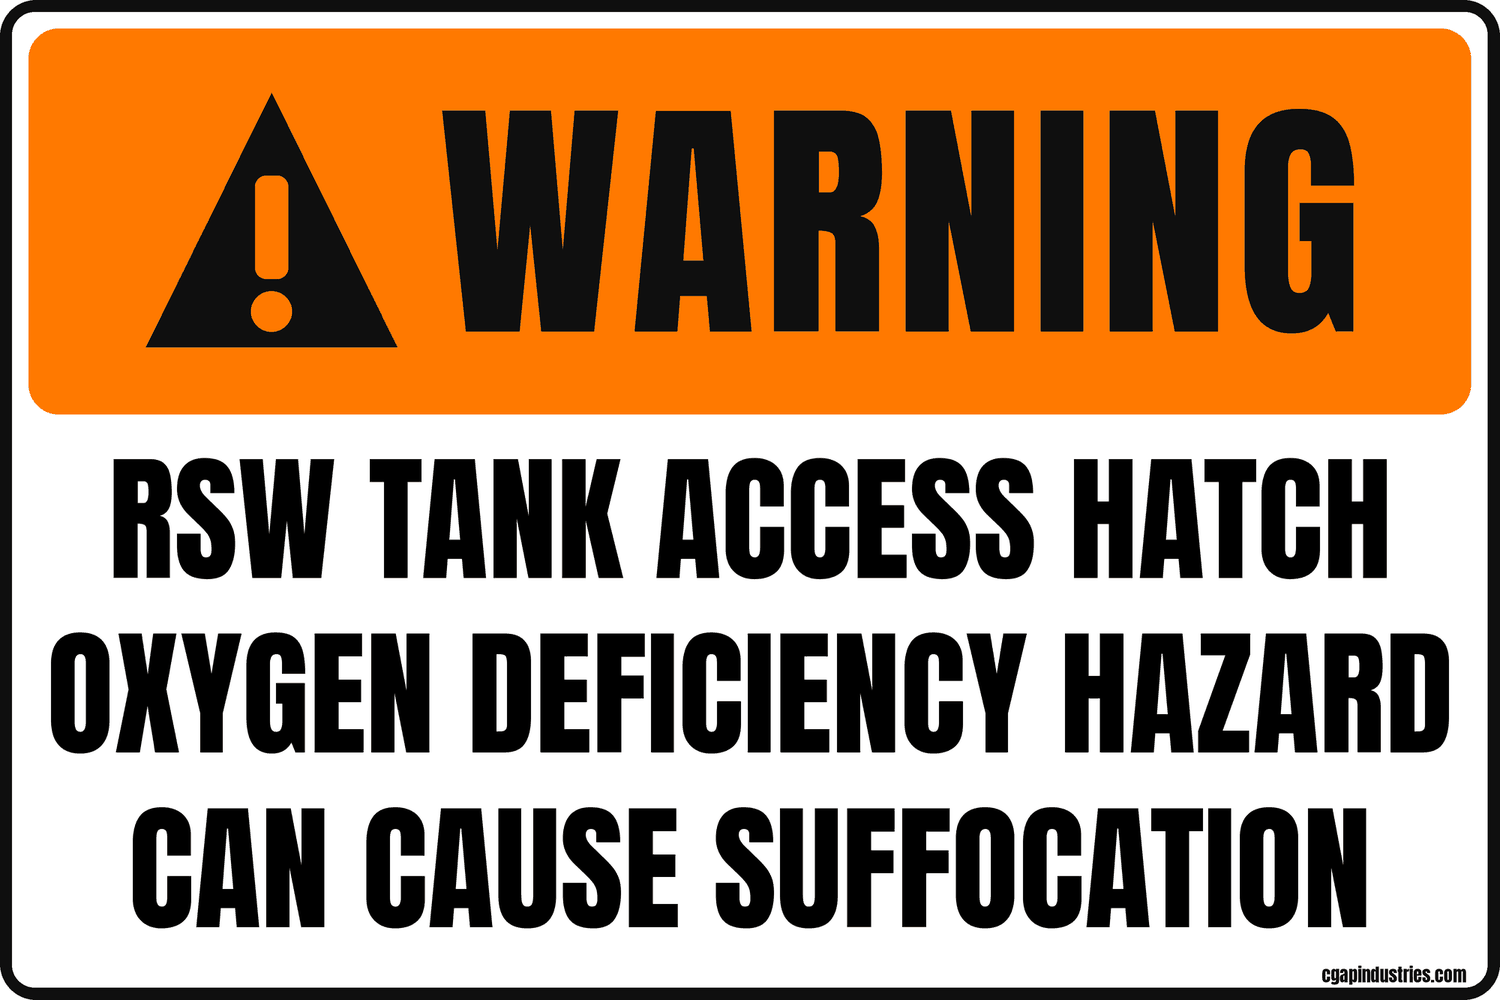 WARNING
RSW TANK ACCESS HATCH
OXYGEN DEFICIENCY HAZARD
CAN CAUSE SUFFOCATION
cgapindustries.com